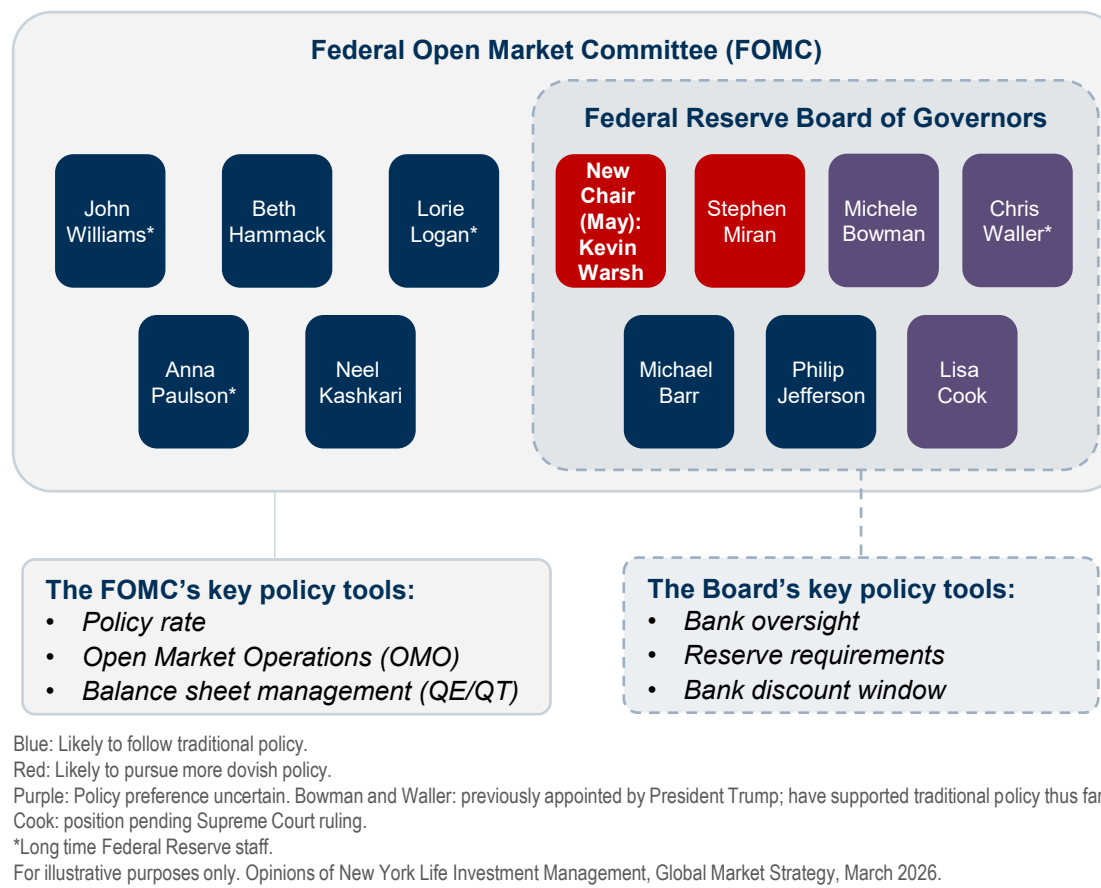 Federal Open Market Committee (FOMC)
Federal Reserve Board of Governors
John
Williams*
Beth
Hammack
Lorie
Logan*
New
Chair
(May):
Kevin
Warsh
Stephen
Miran
Michele
Bowman
Chris
Waller*
Anna
Paulson*
Neel
Kashkari
Michael
Barr
Philip
Jefferson
Lisa
Cook
The FOMC’s key policy tools:
• Policy rate
• Open Market Operations (OMO)
• Balance sheet management (QE/QT)
The Board’s key policy tools:
• Bank oversight
• Reserve requirements
• Bank discount window
Blue: Likely to follow traditional policy.
Red: Likely to pursue more dovish policy.
Purple: Policy preference uncertain. Bowman and Waller: previously appointed by President Trump; have supported traditional policy thus far
Cook: position pending Supreme Court ruling.
*Long time Federal Reserve staff.
For illustrative purposes only. Opinions of New York Life Investment Management, Global Market Strategy, March 2026.